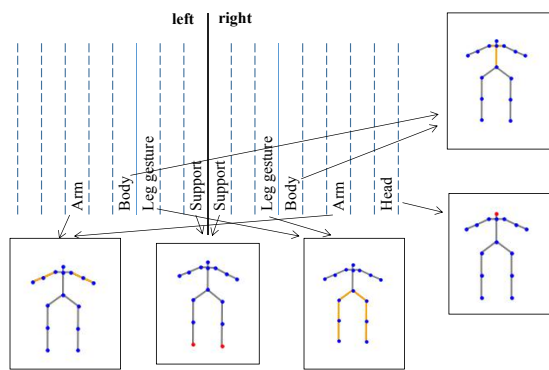 left right
Arm
Body
Leg gesture
Support
Support
Leg gesture
Body
Arm
Head